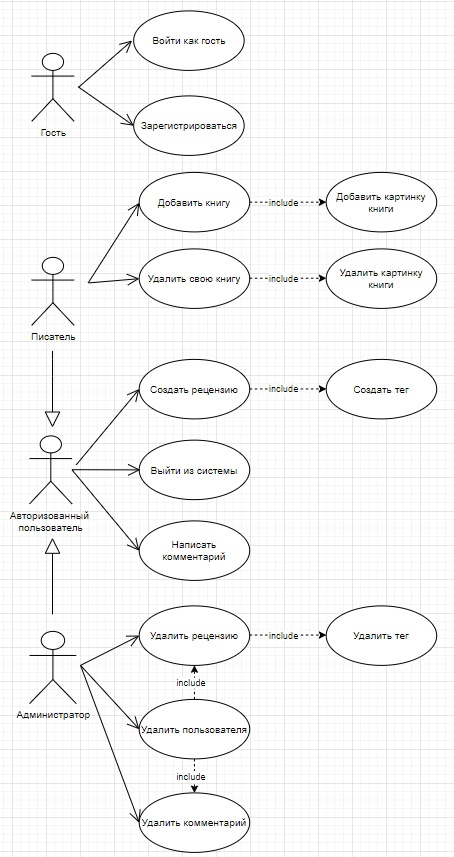 Войти как гость
Гость
Зарегистрироваться
Добавить книгу
include
Добавить картинку
книги
Удалить свою книгу
include
Удалить картинку
книги
Писатель
Создать рецензию
include
Создать тег
Выйти из системы
Авторизованный
пользователь
Написать
комментарий
Удалить рецензию
include
Удалить тег
include
Администратор
Удалить пользователя
include
Удалить комментарий